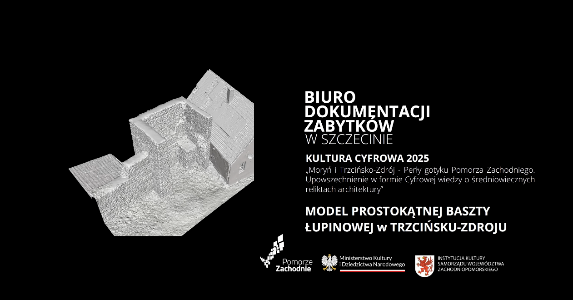 BIURO
DOKUMENTACJI
ZABYTKÓW
W SZCZECINIE
KULTURA CYFROWA 2025
„Moryń i Trzcińsko-Zdrój - Perły gotyku Pomorza Zachodniego.
Upowszechnienie w formie Cyfrowej wiedzy o średniowiecznych
reliktach architektury"
MODEL PROSTOKĄTNEJ BASZTY
ŁUPINOWEJ w TRZCIŃSKU-ZDROJU
Pomorze
Zachodnie
Ministerstwo Kultury
i Dziedzictwa Narodowego
INSTYTUCJA KULTURY
SAMORZĄDU WOJEWÓDZTWA
ZACHODNIOPOMORSKIEGO